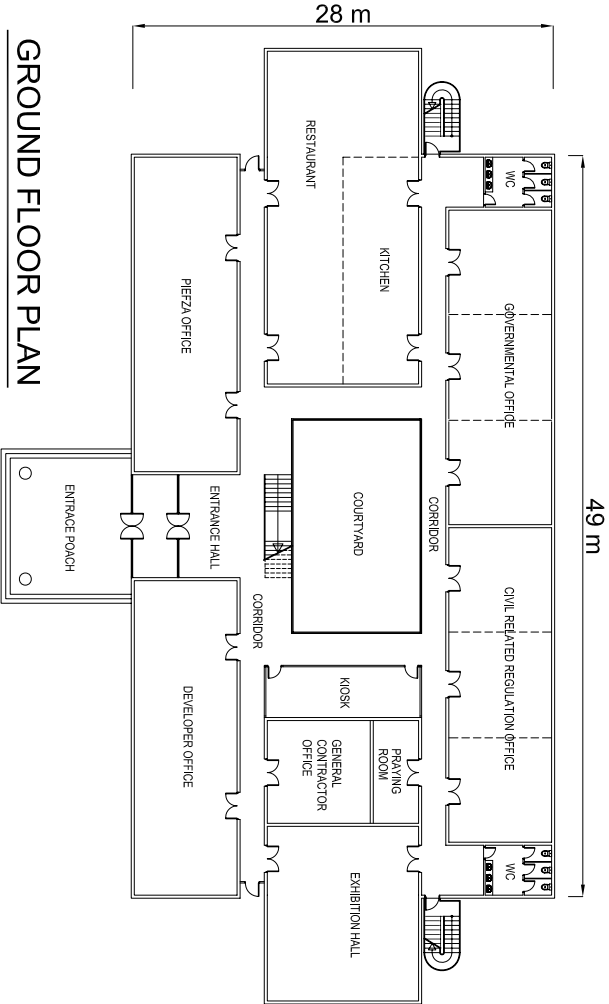 28 m
49 m
GROUND FLOOR PLAN
RESTAURANT
KITCHEN
WC
GOVERNMENTAL OFFICE
PIEFZA OFFICE
COURTYARD
CORRIDOR
ENTRANCE HALL
ENTRACE POACH
CORRIDOR
CIVIL RELATED REGULATION OFFICE
KIOSK
DEVELOPER OFFICE
GENERAL
CONTRACTOR
OFFICE
PRAYING
ROOM
EXHIBITION HALL
WC